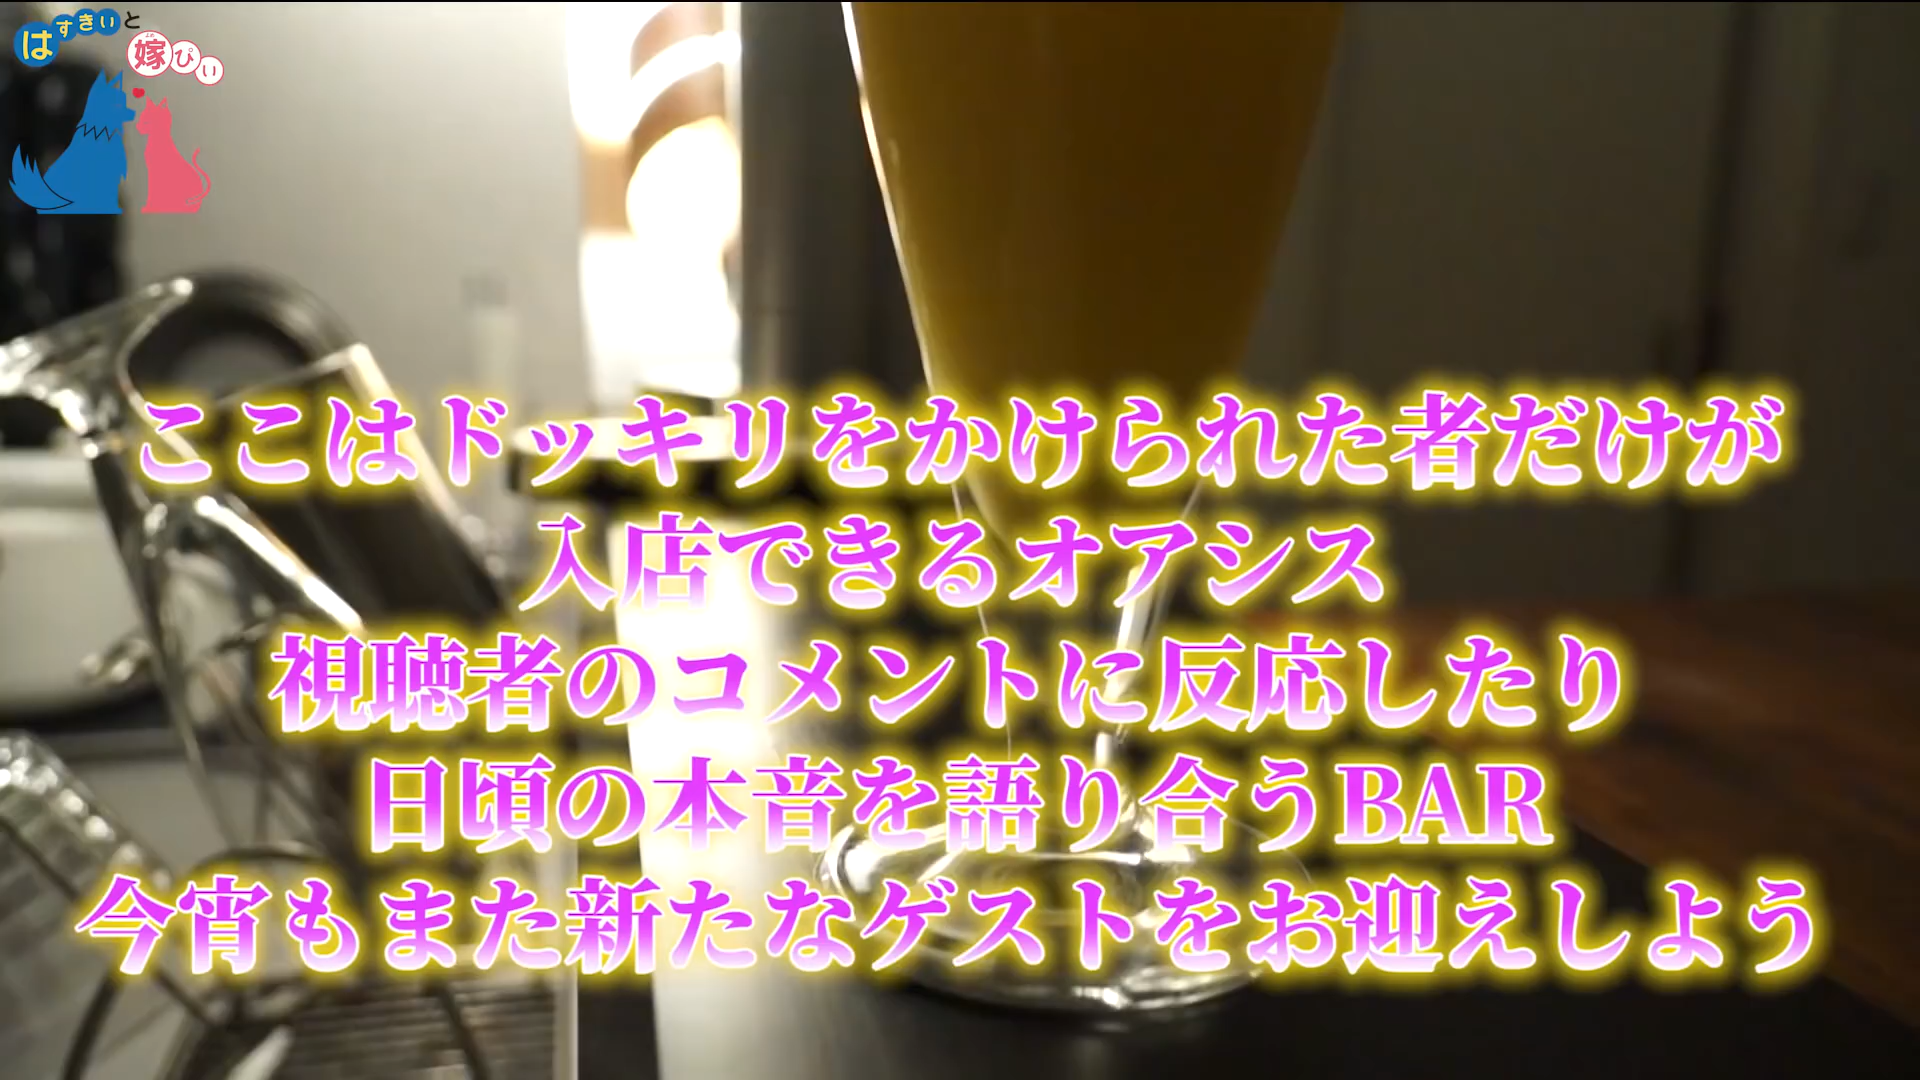 はすきぃと
嫁ぴぃ
ここはドッキリをかけられた者だけが
入店できるオアシス
視聴者のコメントに反応したり
日頃の本音を語り合うBAR
今宵もまた新たなゲストをお迎えしよう